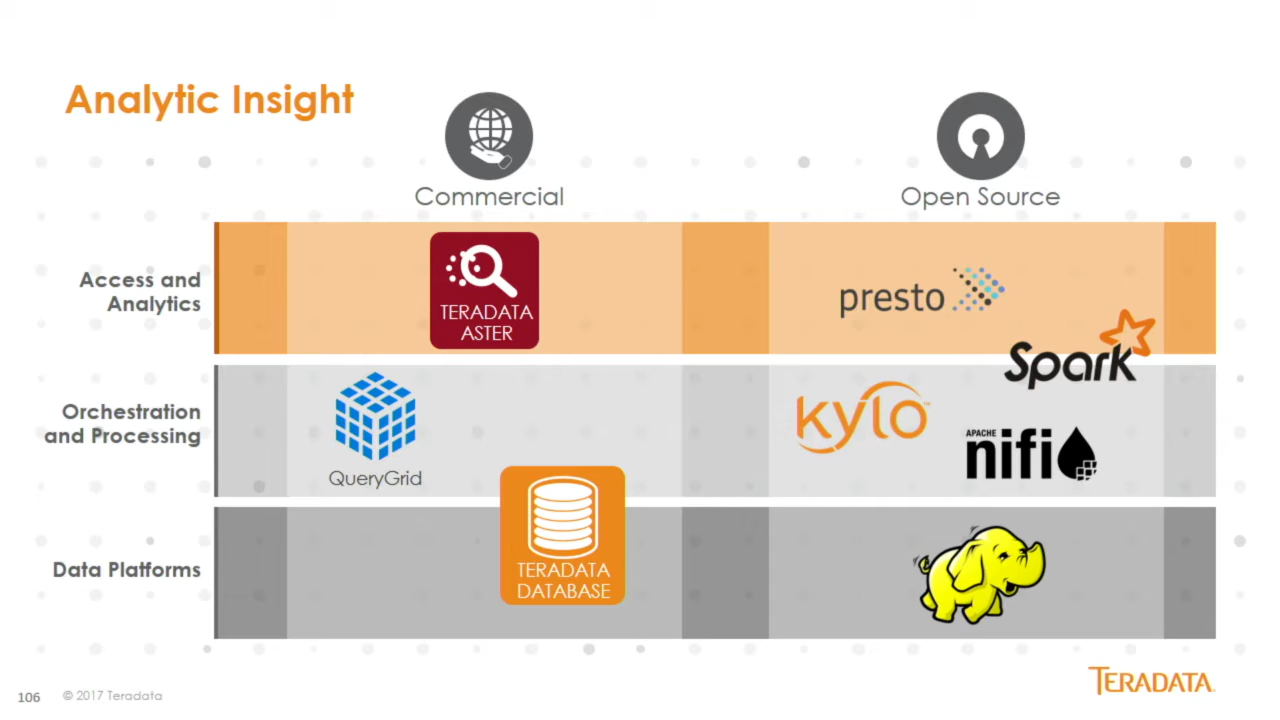 Analytic Insight
Commercial
Open Source
Access and
Analytics
TERADATA
ASTER
presto
Spark
Orchestration
and Processing
QueryGrid
kylo™
APACHE
nifi
Data Platforms
TERADATA
DATABASE
106
© 2017 Teradata
TERADATA.